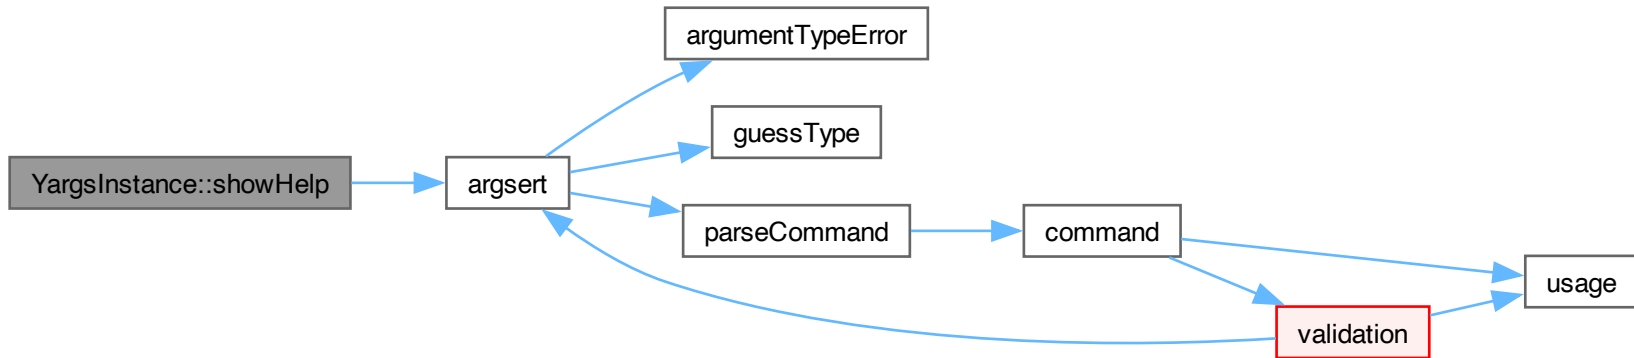 argumentTypeError
guessType
YargsInstance::showHelp
argsert
parseCommand
command
usage
validation